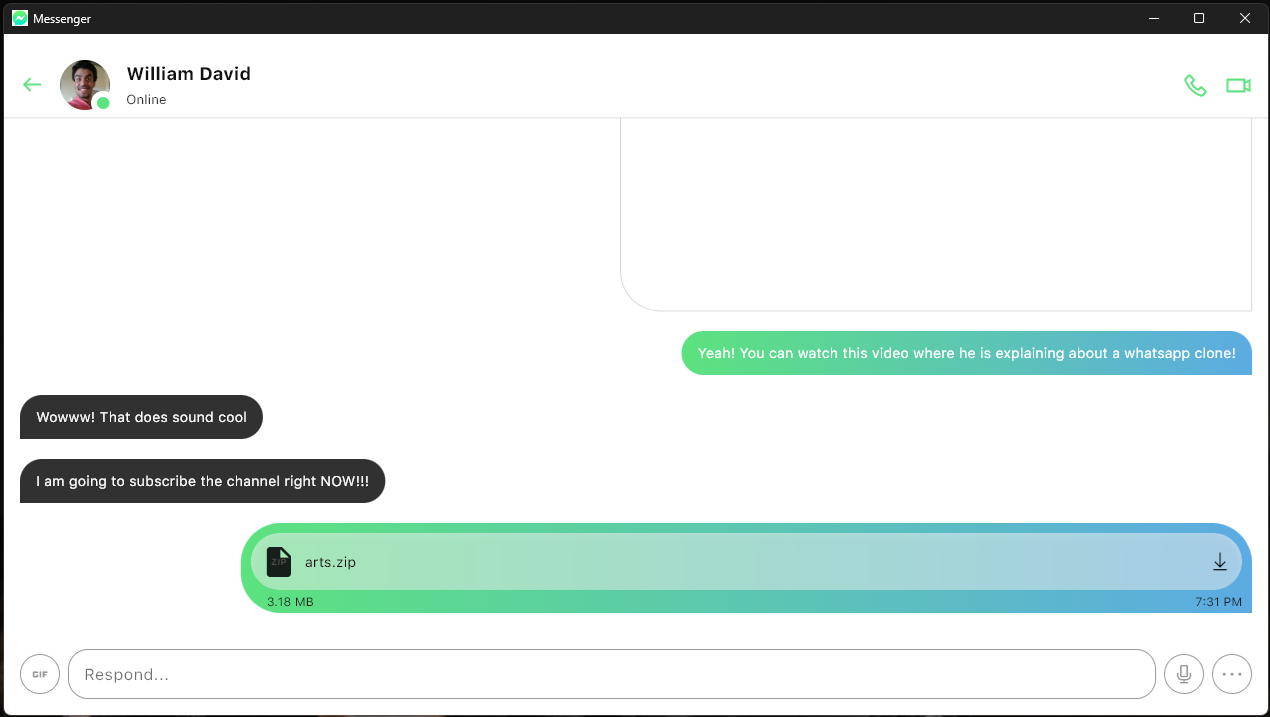 Messenger
William David
Online
Yeah! You can watch this video where he is explaining about a whatsapp clone!
Wowww! That does sound cool
I am going to subscribe the channel right NOW!!!
ZIP
arts.zip
3.18 MB
7:31 PM
GIF
Respond...